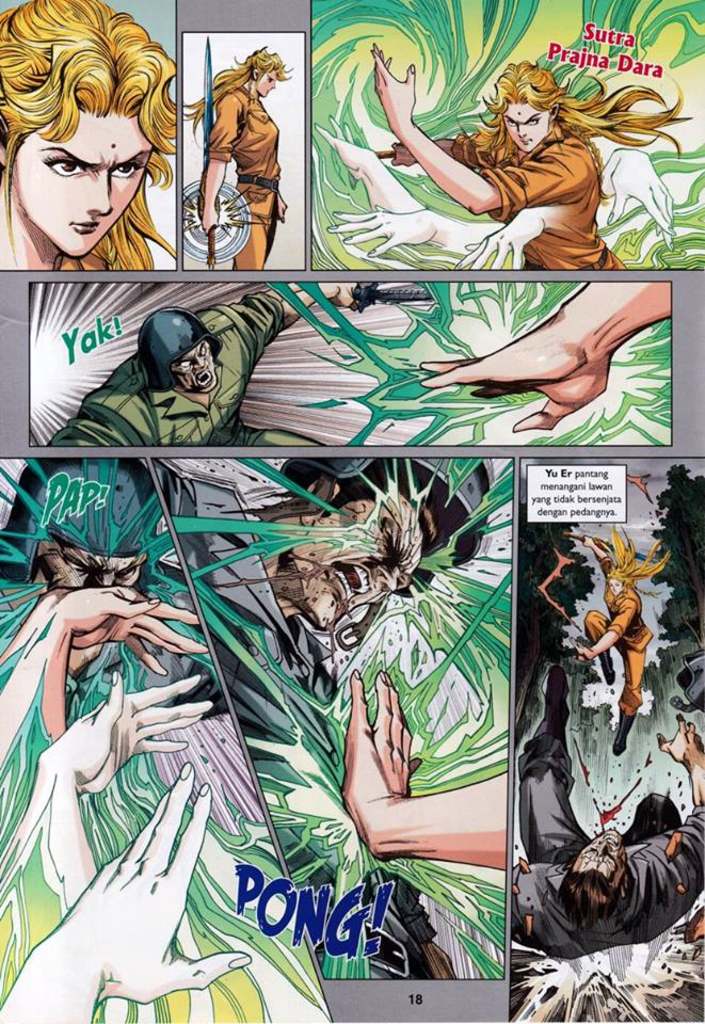 Sutra
Prajna Dara
Yak!
PAP!
Yu Er pantang
menangani lawan
yang tidak bersenjata
dengan pedangnya.
PONG!
18